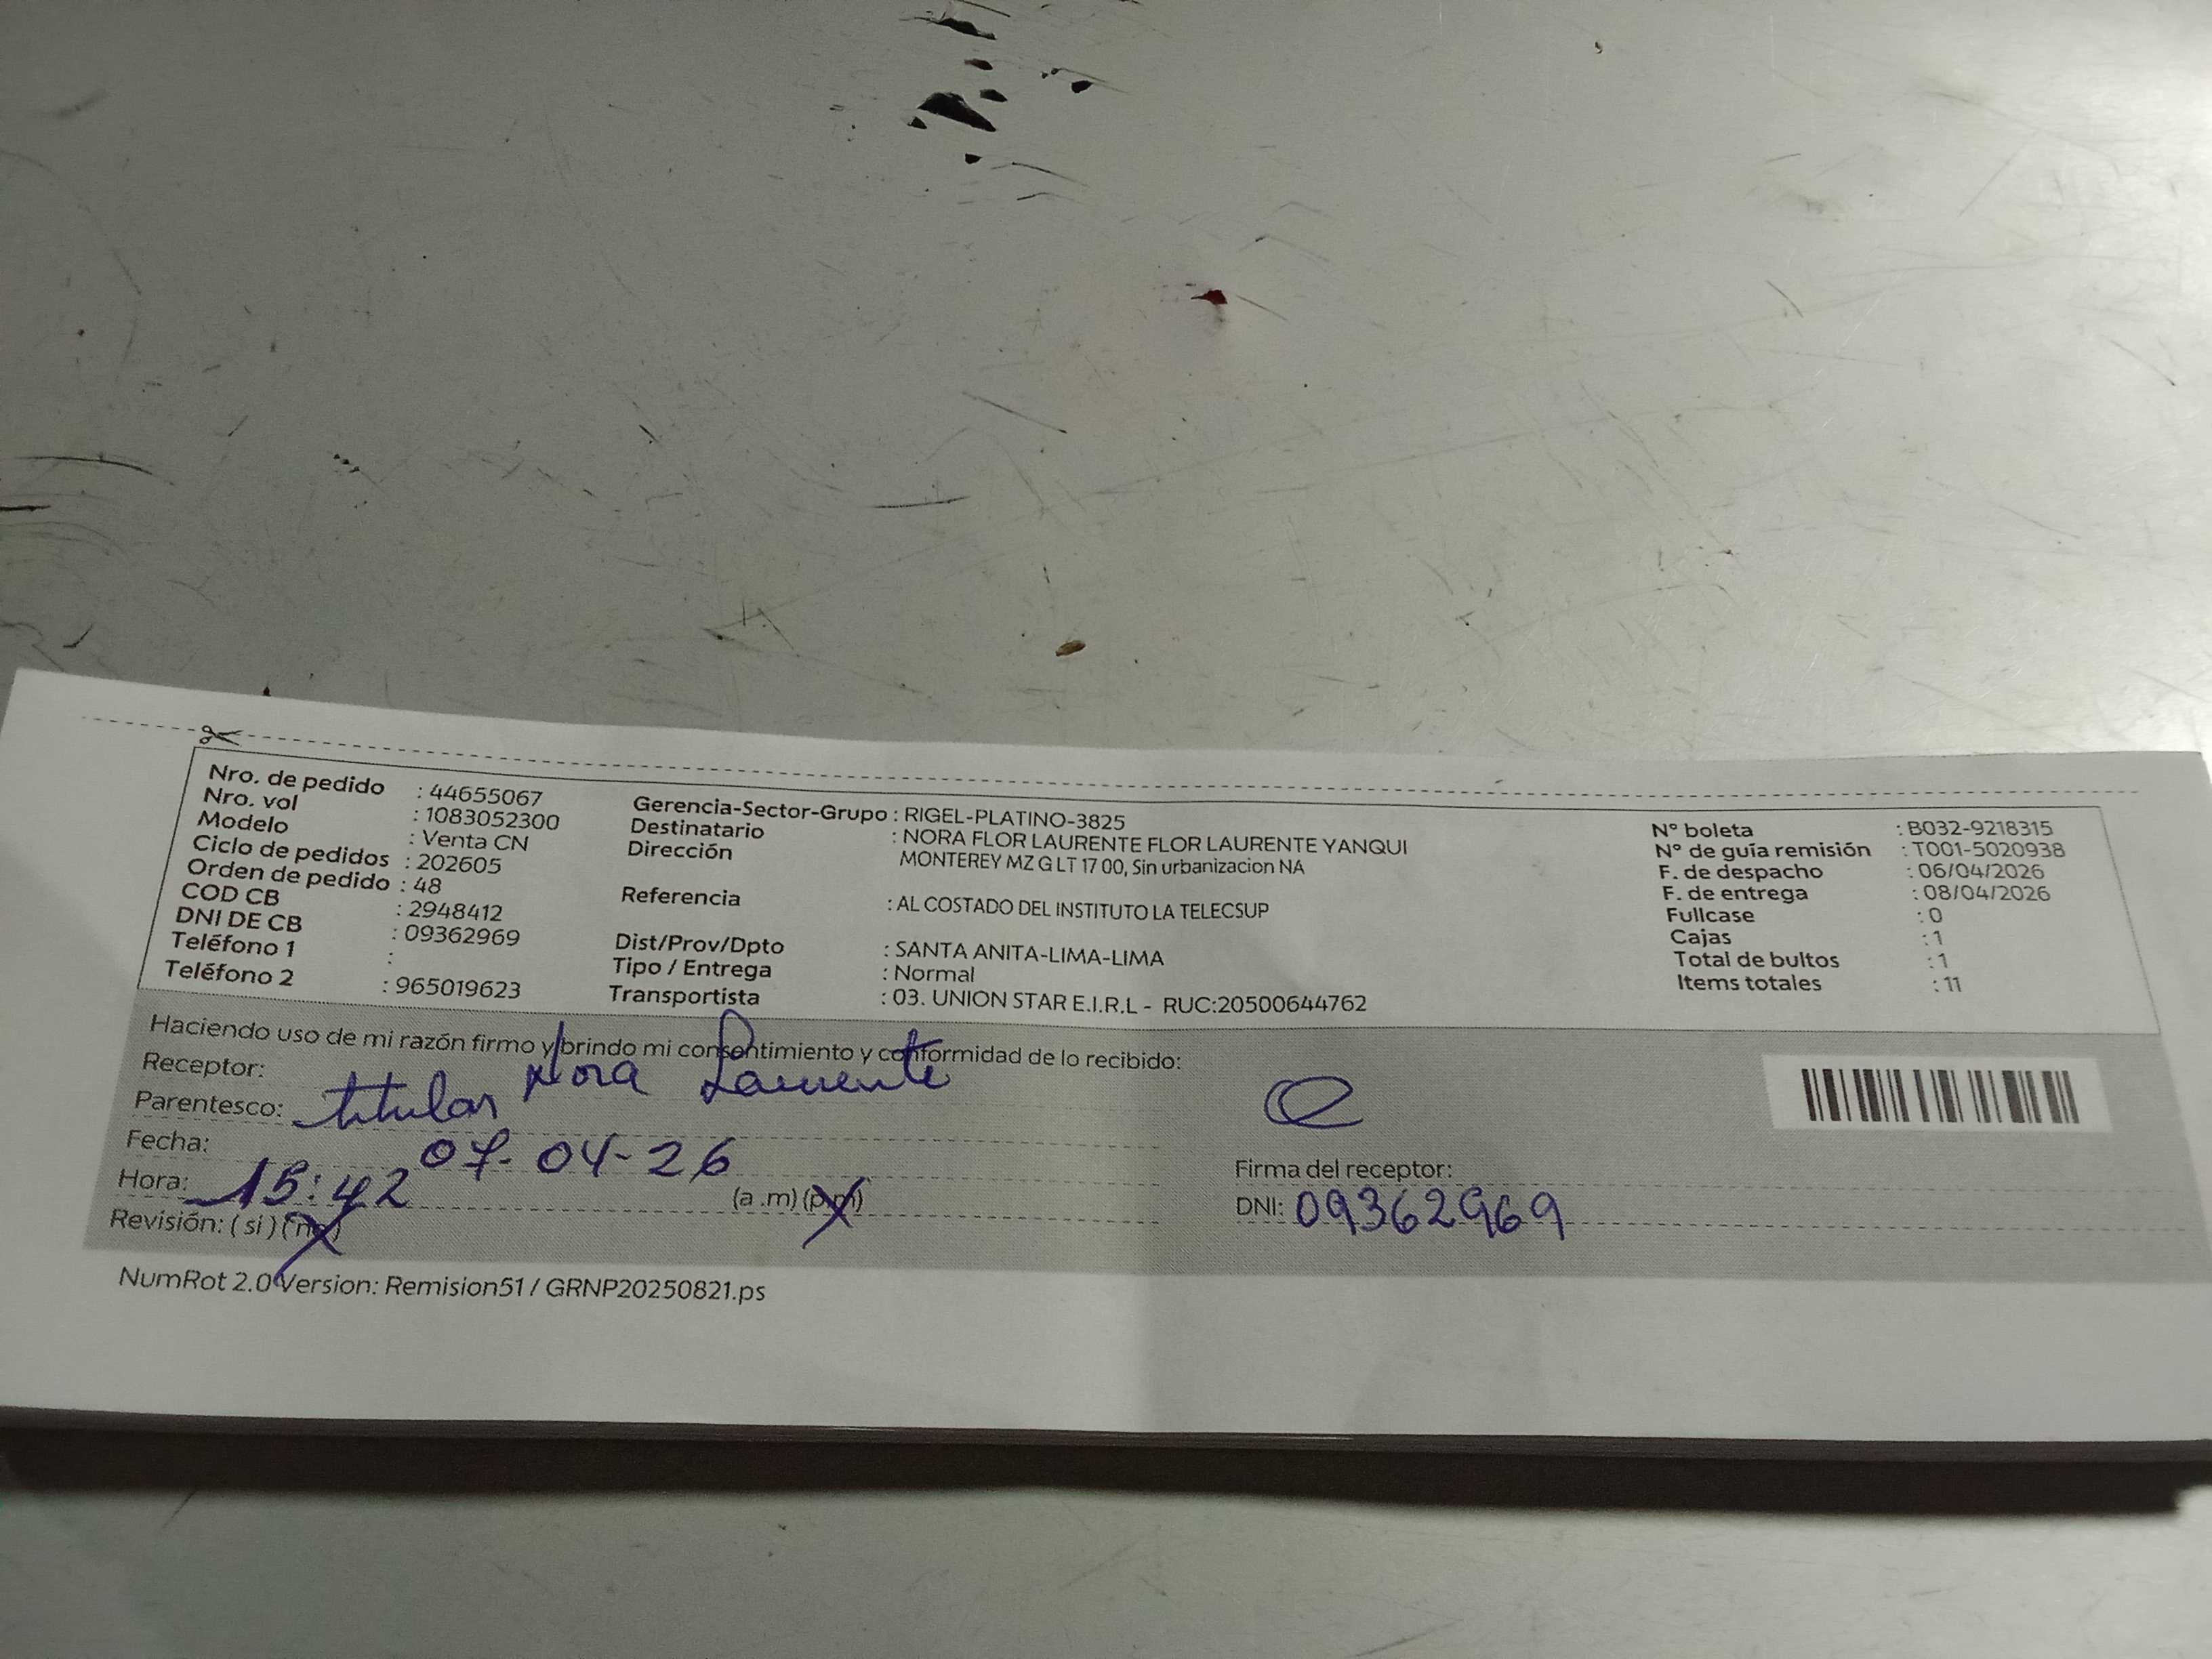 Nro. de pedido : 44655067
Nro. vol : 1083052300
Modelo : Venta CN
Ciclo de pedidos : 202605
Orden de pedido : 48
COD CB : 2948412
DNI DE CB : 09362969
Teléfono 1 :
Teléfono 2 : 965019623
Gerencia-Sector-Grupo : RIGEL-PLATINO-3825
Destinatario : NORA FLOR LAURENTE FLOR LAURENTE YANQUI
Dirección MONTEREY MZ G LT 17 00, Sin urbanizacion NA
Referencia : AL COSTADO DEL INSTITUTO LA TELECSUP
Dist/Prov/Dpto : SANTA ANITA-LIMA-LIMA
Tipo / Entrega : Normal
Transportista : 03. UNION STAR E.I.R.L - RUC:20500644762
N° boleta : B032-9218315
N° de guía remisión : T001-5020938
F. de despacho : 06/04/2026
F. de entrega : 08/04/2026
Fullcase : 0
Cajas : 1
Total de bultos : 1
Items totales : 11
Haciendo uso de mi razón firmo y brindo mi consentimiento y conformidad de lo recibido:
Receptor: Nora Laurente
Parentesco: titular
Fecha: 07-04-26
Hora: 15:42 (a .m) (p.m)
Revisión: ( si ) ( no )
Firma del receptor:
DNI: 09362969
NumRot 2.0 Version: Remision51 / GRNP20250821.ps